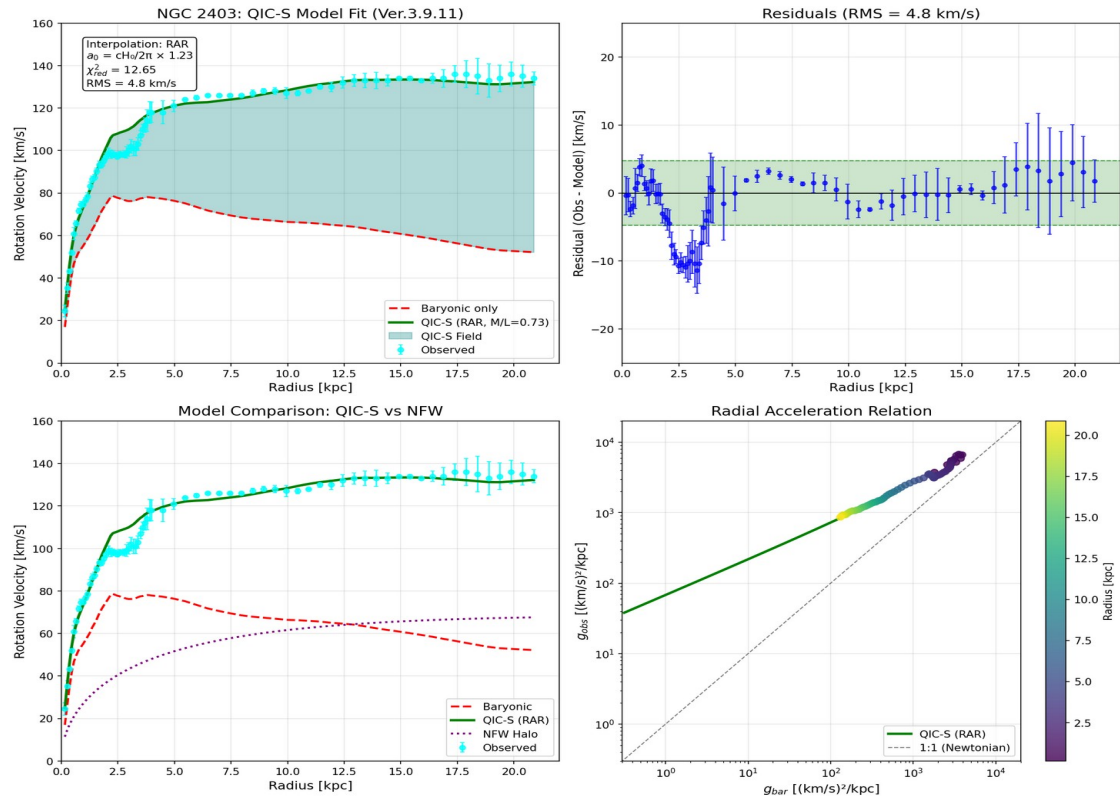 NGC 2403: QIC-S Model Fit (Ver.3.9.11)
Interpolation: RAR
a₀ = cH₀/2π × 1.23
χ²red = 12.65
RMS = 4.8 km/s
Rotation Velocity [km/s]
160
140
120
100
80
60
40
20
0
0.0 2.5 5.0 7.5 10.0 12.5 15.0 17.5 20.0
Radius [kpc]
Baryonic only
QIC-S (RAR, M/L=0.73)
QIC-S Field
Observed
Residuals (RMS = 4.8 km/s)
Residual (Obs - Model) [km/s]
20
10
0
−10
−20
0.0 2.5 5.0 7.5 10.0 12.5 15.0 17.5 20.0
Radius [kpc]
Model Comparison: QIC-S vs NFW
Rotation Velocity [km/s]
160
140
120
100
80
60
40
20
0
0.0 2.5 5.0 7.5 10.0 12.5 15.0 17.5 20.0
Radius [kpc]
Baryonic
QIC-S (RAR)
NFW Halo
Observed
Radial Acceleration Relation
g_obs [(km/s)²/kpc]
10⁴
10³
10²
10¹
10⁰
10⁰ 10¹ 10² 10³ 10⁴
g_bar [(km/s)²/kpc]
QIC-S (RAR)
1:1 (Newtonian)
20.0
17.5
15.0
12.5
10.0
7.5
5.0
2.5
Radius [kpc]